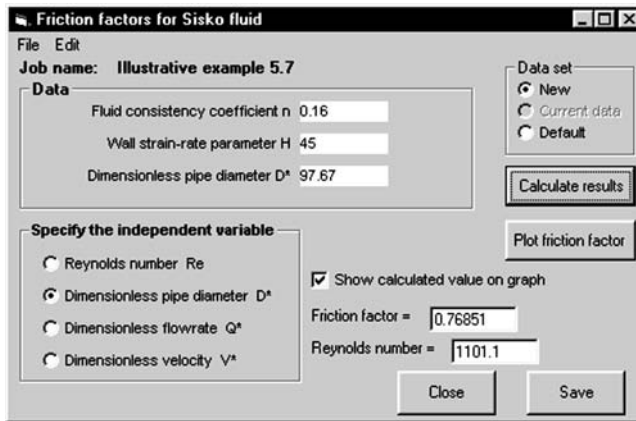 Friction factors for Sisko fluid
File Edit
Job name: Illustrative example 5.7
Data
Fluid consistency coefficient n 0.16
Wall strain-rate parameter H 45
Dimensionless pipe diameter D* 97.67
Data set
New
Current data
Default
Calculate results
Plot friction factor
Specify the independent variable
Reynolds number Re
Dimensionless pipe diameter D*
Dimensionless flowrate Q*
Dimensionless velocity V*
Show calculated value on graph
Friction factor = 0.76851
Reynolds number = 1101.1
Close Save